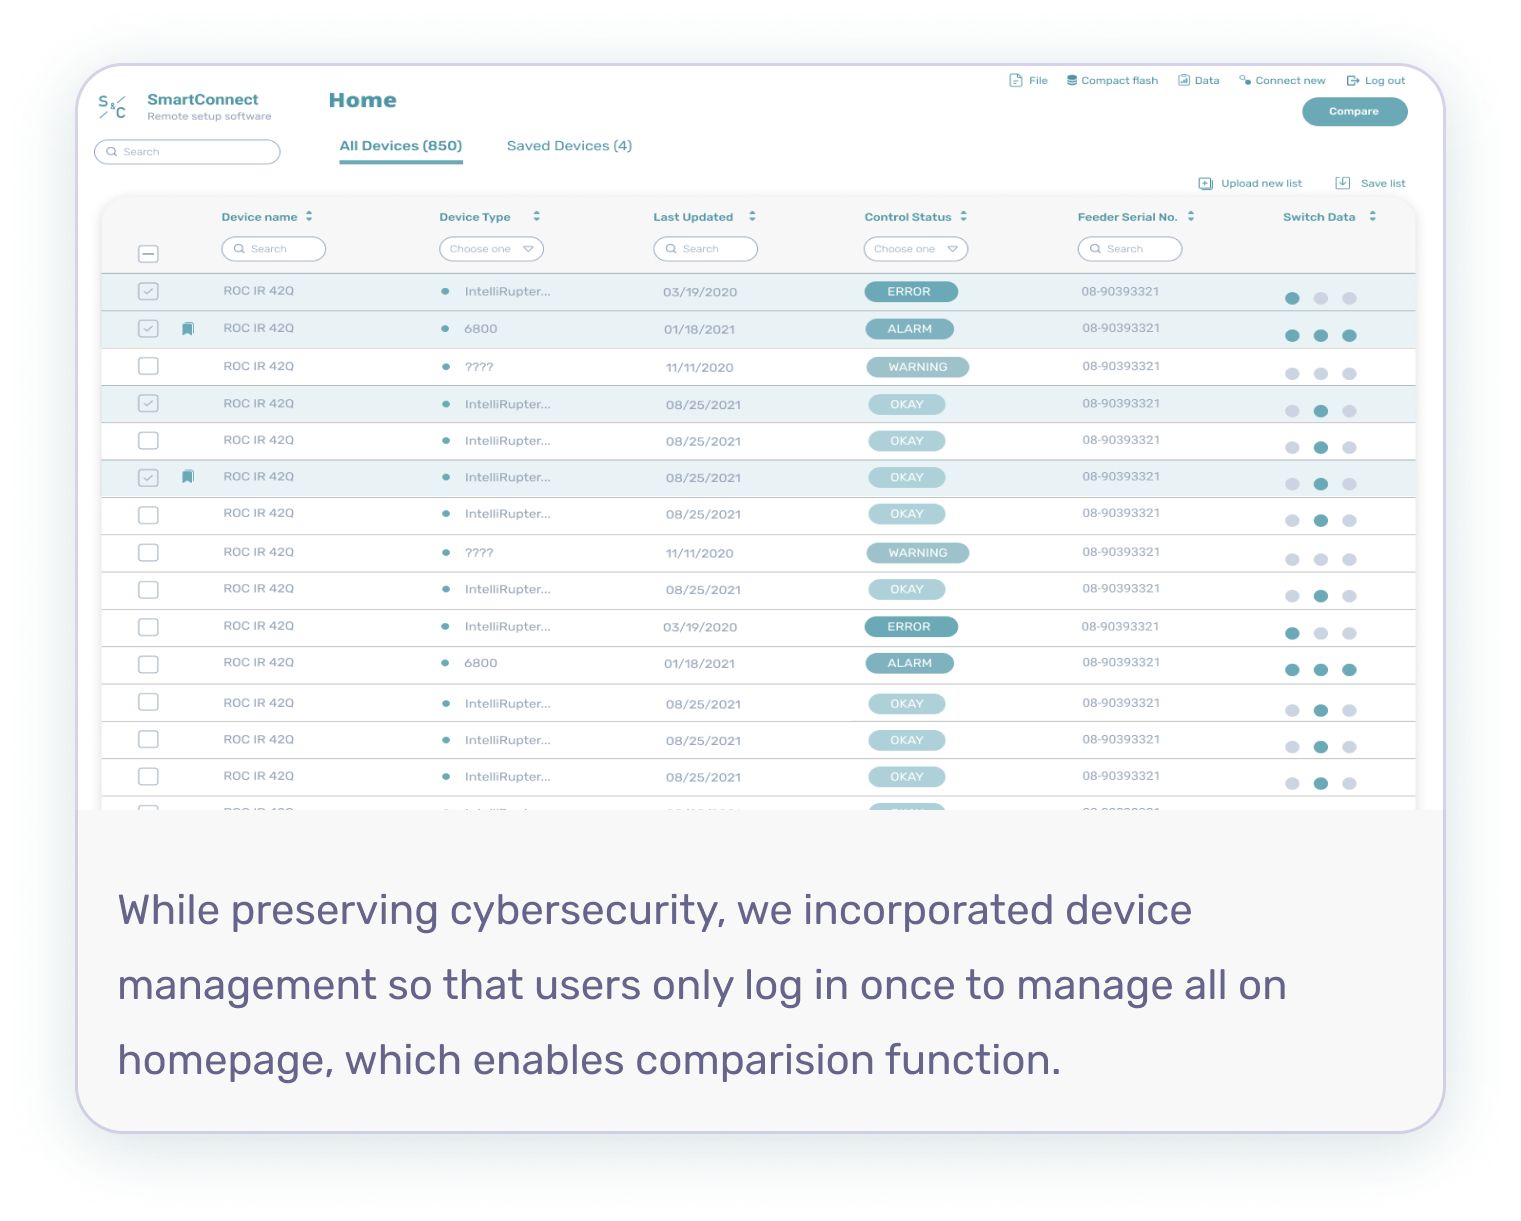 File Compact flash Data Connect new Log out
S&C SmartConnect Home
Remote setup software
Compare
Search All Devices (850) Saved Devices (4)
Upload new list Save list
Device name Device Type Last Updated Control Status Feeder Serial No. Switch Data
Search Choose one Search Choose one Search
ROC IR 42Q IntelliRupter... 03/19/2020 ERROR 08-90393321
ROC IR 42Q 6800 01/18/2021 ALARM 08-90393321
ROC IR 42Q ???? 11/11/2020 WARNING 08-90393321
ROC IR 42Q IntelliRupter... 08/25/2021 OKAY 08-90393321
ROC IR 42Q IntelliRupter... 08/25/2021 OKAY 08-90393321
ROC IR 42Q IntelliRupter... 08/25/2021 OKAY 08-90393321
ROC IR 42Q IntelliRupter... 08/25/2021 OKAY 08-90393321
ROC IR 42Q ???? 11/11/2020 WARNING 08-90393321
ROC IR 42Q IntelliRupter... 08/25/2021 OKAY 08-90393321
ROC IR 42Q IntelliRupter... 03/19/2020 ERROR 08-90393321
ROC IR 42Q 6800 01/18/2021 ALARM 08-90393321
ROC IR 42Q IntelliRupter... 08/25/2021 OKAY 08-90393321
ROC IR 42Q IntelliRupter... 08/25/2021 OKAY 08-90393321
ROC IR 42Q IntelliRupter... 08/25/2021 OKAY 08-90393321
While preserving cybersecurity, we incorporated device
management so that users only log in once to manage all on
homepage, which enables comparision function.